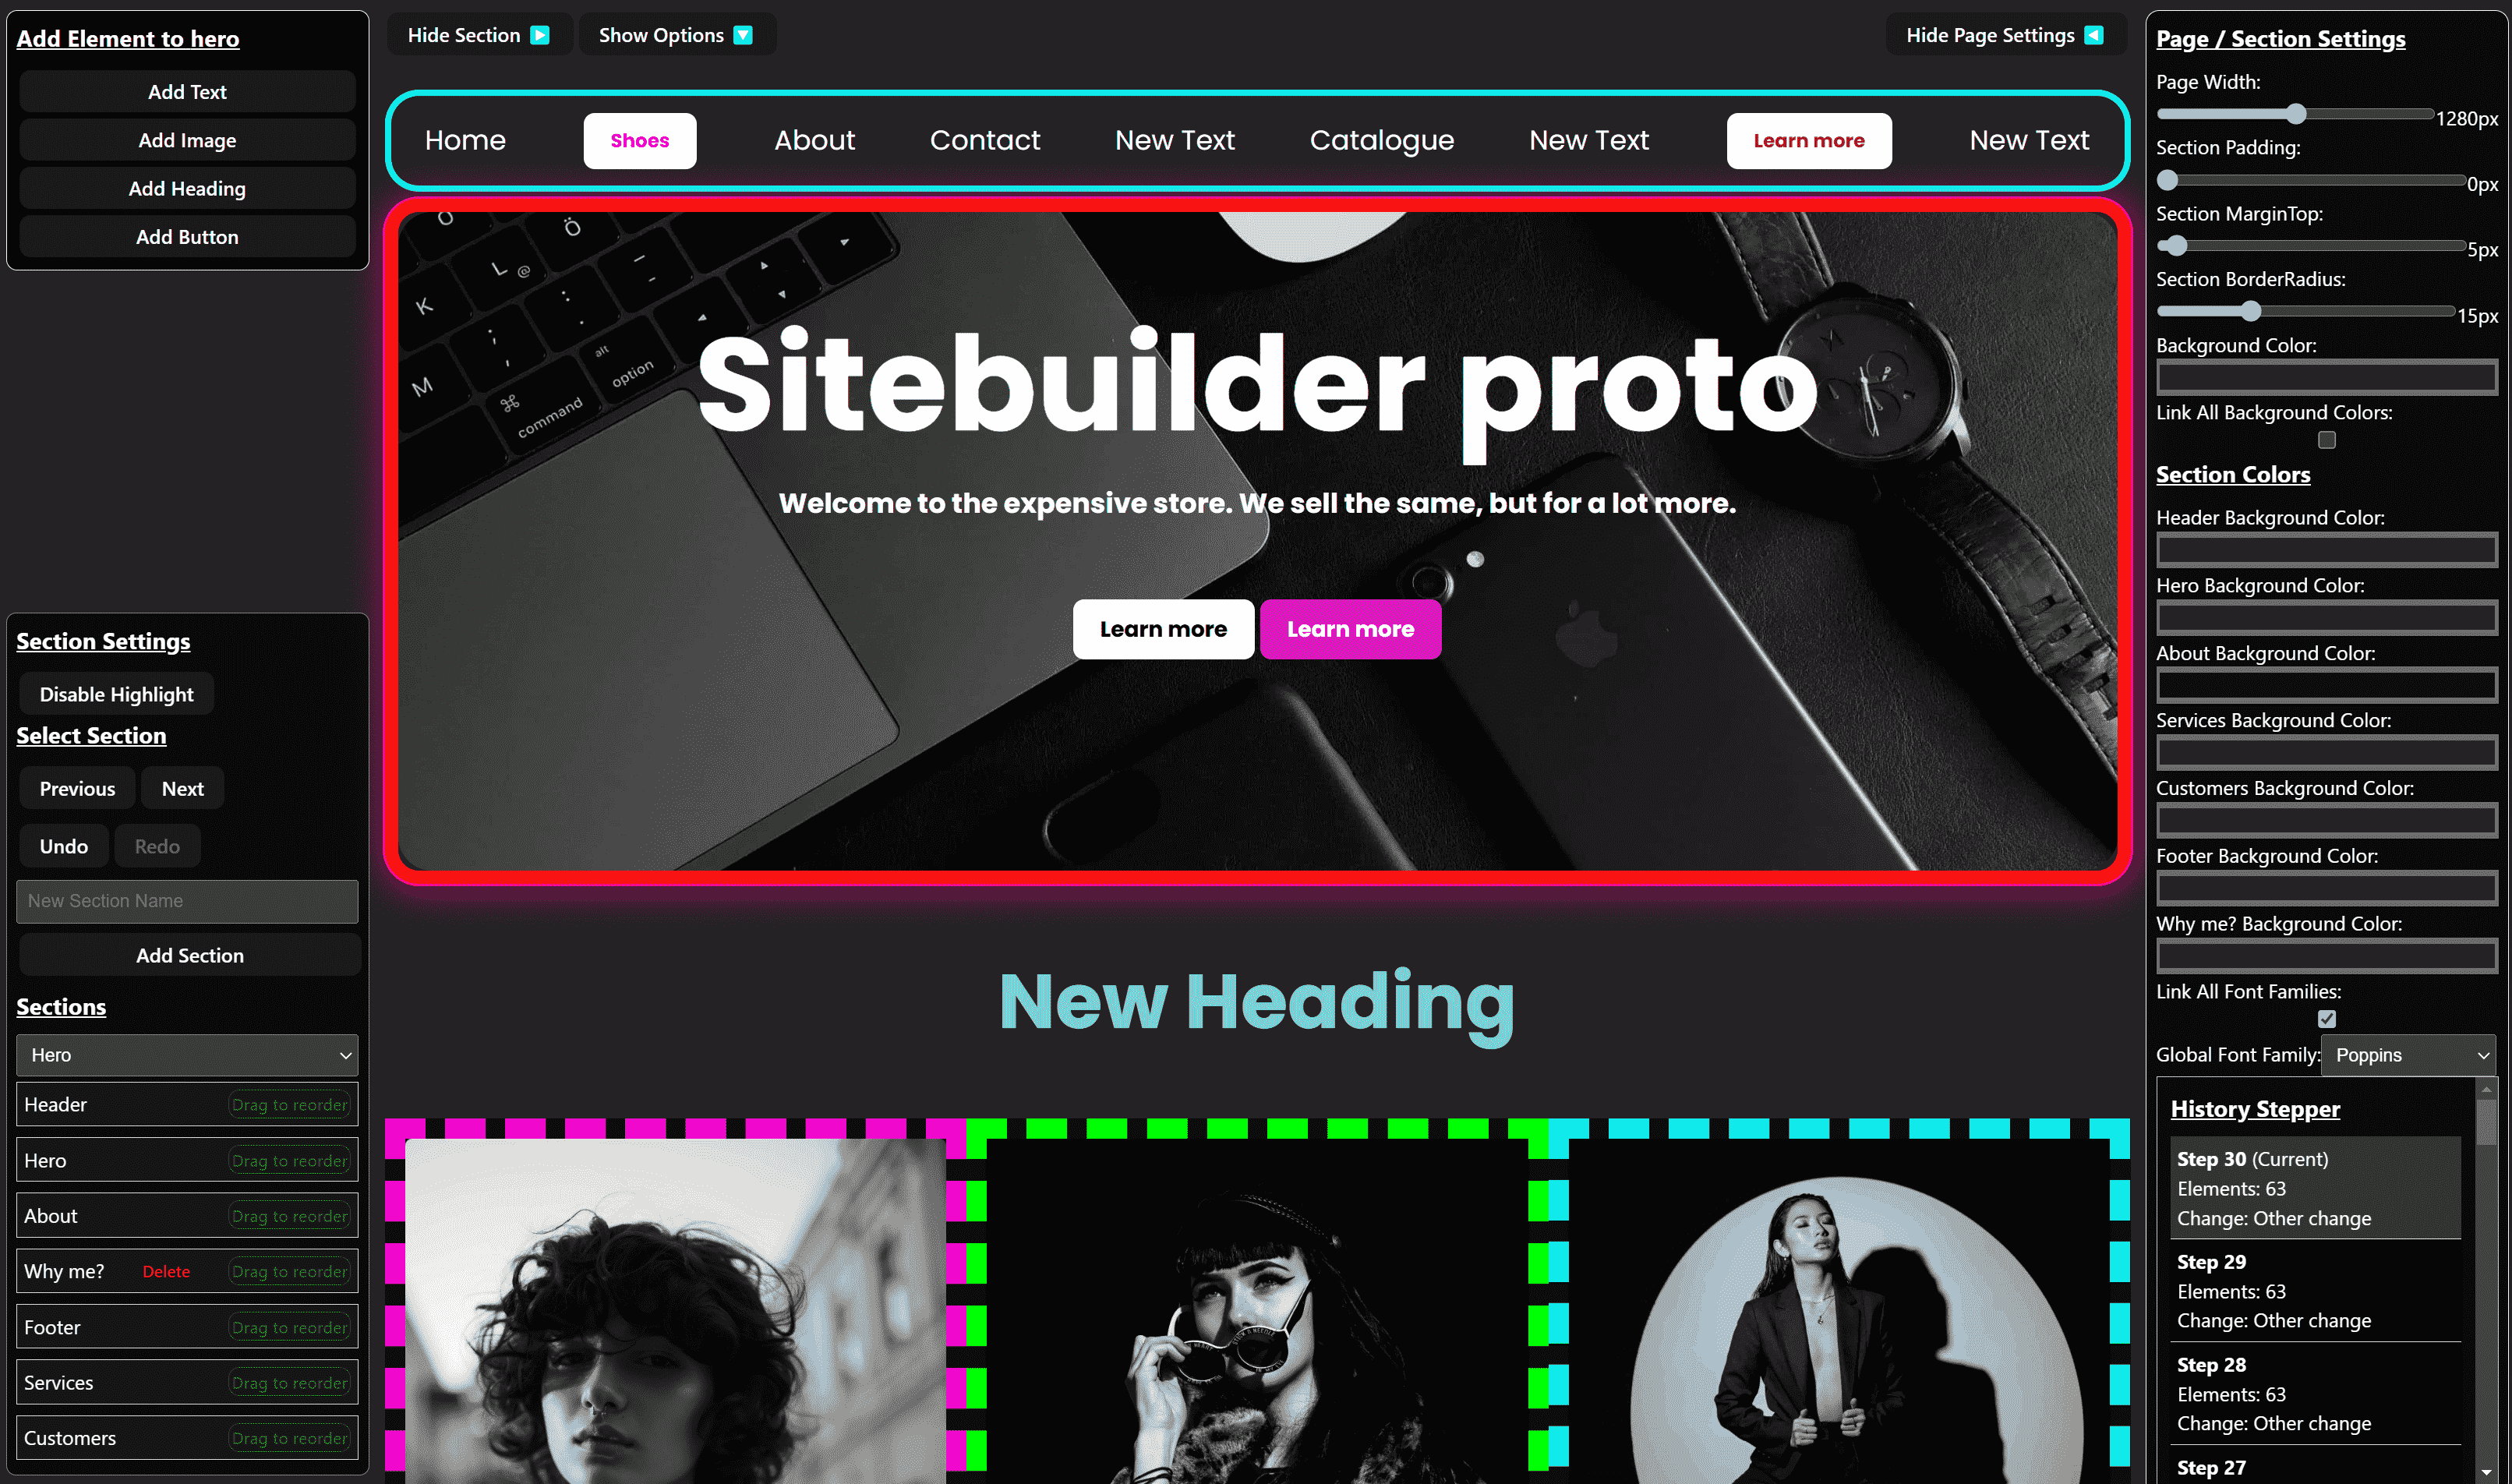 Add Element to hero
Add Text
Add Image
Add Heading
Add Button
Section Settings
Disable Highlight
Select Section
Previous Next
Undo Redo
New Section Name
Add Section
Sections
Hero
Header Drag to reorder
Hero Drag to reorder
About Drag to reorder
Why me? Delete Drag to reorder
Footer Drag to reorder
Services Drag to reorder
Customers Drag to reorder
Hide Section Show Options Hide Page Settings
Home Shoes About Contact New Text Catalogue New Text Learn more New Text
Ö
L @
K
M
alt
option
⌘
command
Sitebuilder proto
Welcome to the expensive store. We sell the same, but for a lot more.
Learn more Learn more
New Heading
Page / Section Settings
Page Width:
1280px
Section Padding:
0px
Section MarginTop:
5px
Section BorderRadius:
15px
Background Color:
Link All Background Colors:
Section Colors
Header Background Color:
Hero Background Color:
About Background Color:
Services Background Color:
Customers Background Color:
Footer Background Color:
Why me? Background Color:
Link All Font Families:
Global Font Family: Poppins
History Stepper
Step 30 (Current)
Elements: 63
Change: Other change
Step 29
Elements: 63
Change: Other change
Step 28
Elements: 63
Change: Other change
Step 27